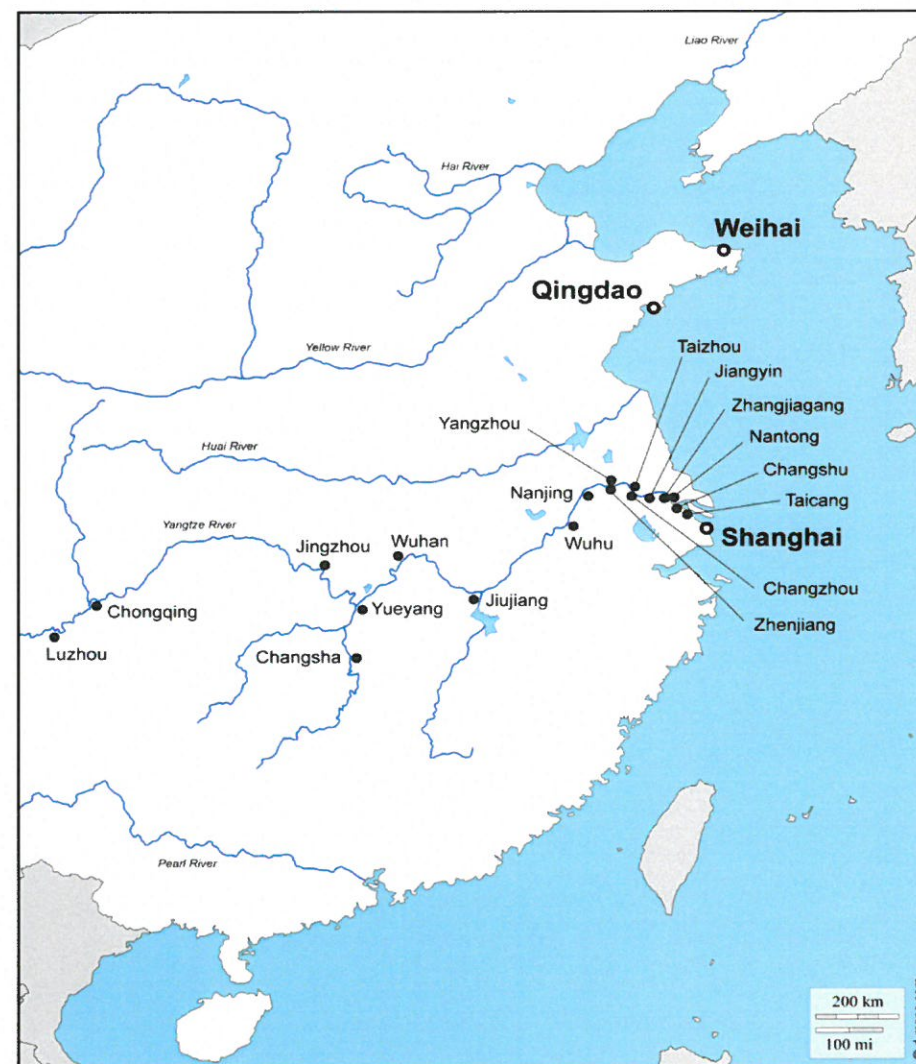 Liao River
Hai River
Weihai
Qingdao
Yellow River
Taizhou
Jiangyin
Zhangjiagang
Yangzhou
Nantong
Huai River
Changshu
Nanjing
Taicang
Yangtze River
Wuhan
Wuhu
Shanghai
Jingzhou
Changzhou
Jiujiang
Chongqing
Yueyang
Zhenjiang
Luzhou
Changsha
Pearl River
200 km
100 mi